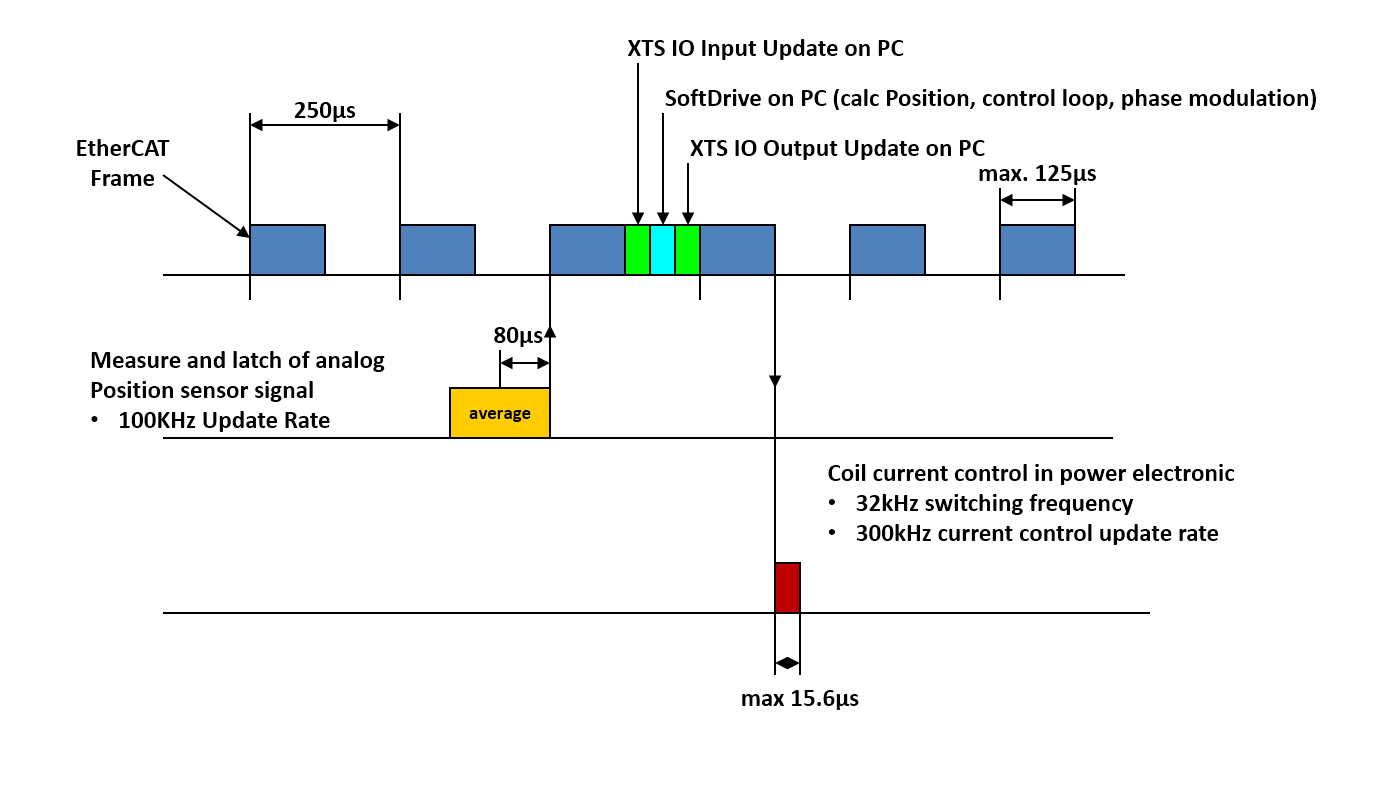 XTS IO Input Update on PC
SoftDrive on PC (calc Position, control loop, phase modulation)
250µs
EtherCAT
Frame
XTS IO Output Update on PC
max. 125µs
80µs
Measure and latch of analog
Position sensor signal
• 100KHz Update Rate
average
Coil current control in power electronic
• 32kHz switching frequency
• 300kHz current control update rate
max 15.6µs